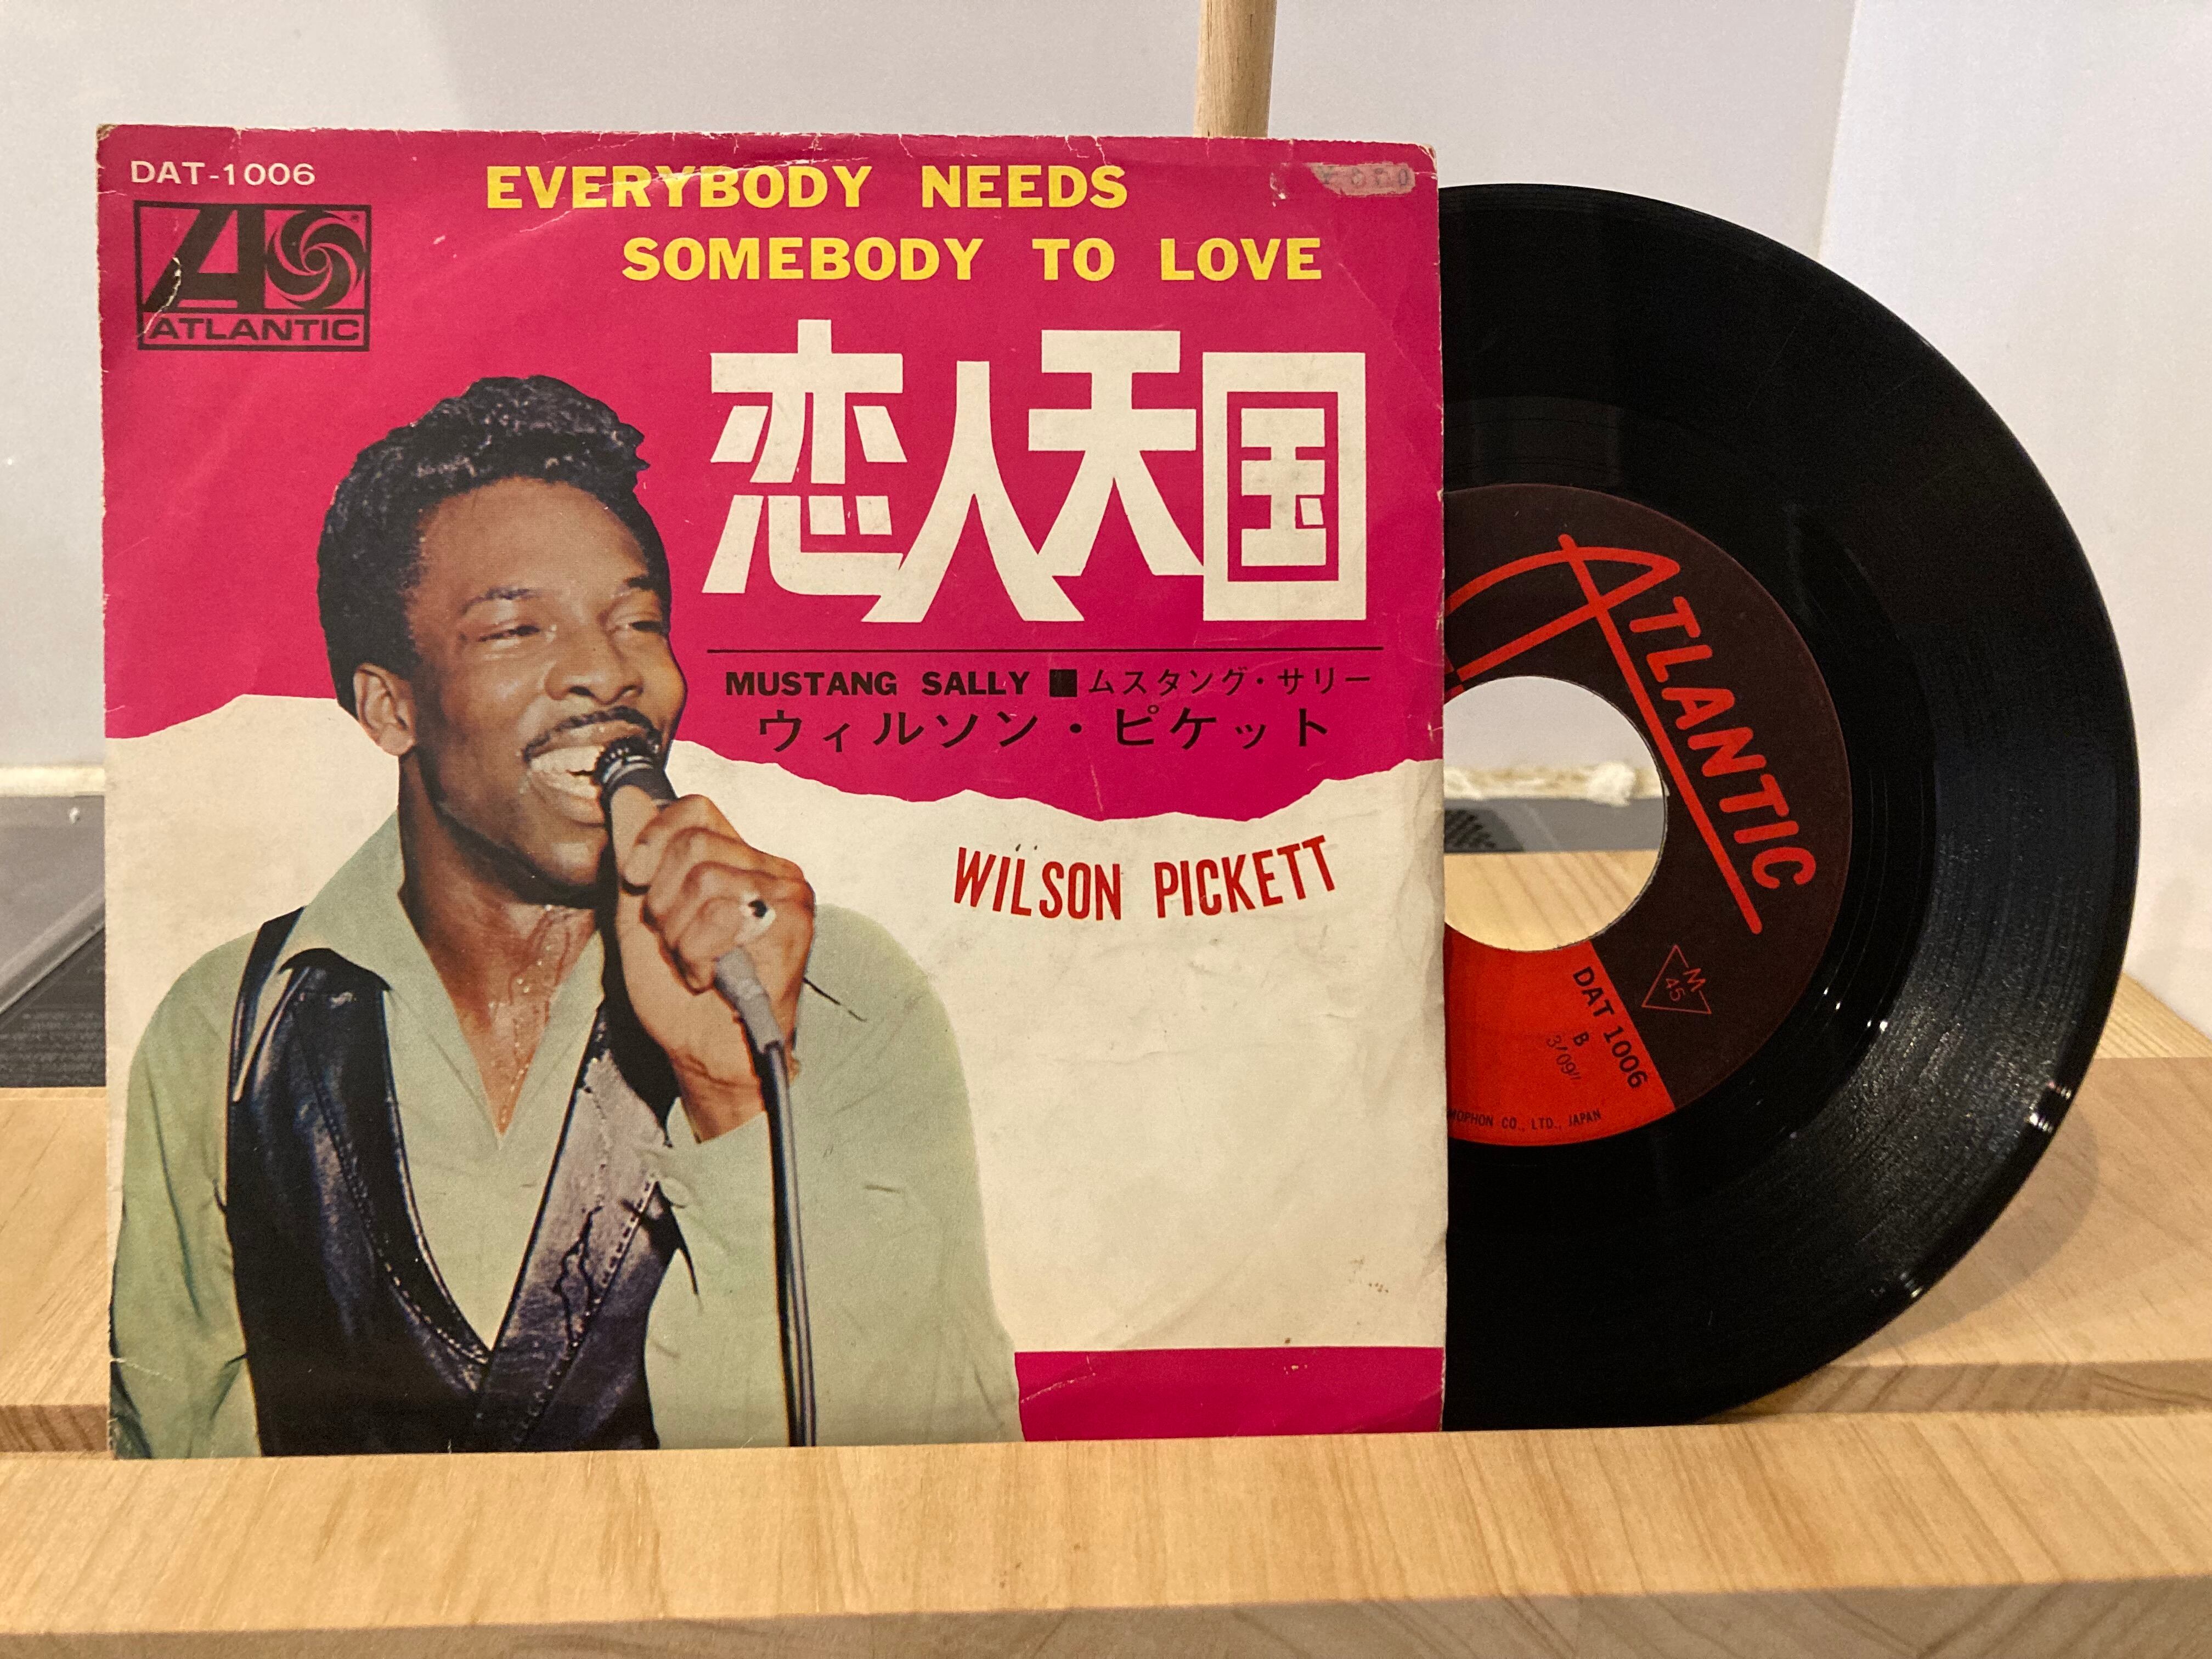 DAT-1006
ATLANTIC
EVERYBODY NEEDS
SOMEBODY TO LOVE
恋人天国
MUSTANG SALLY ■ ムスタング・サリー
ウィルソン・ピケット
WILSON PICKETT
ATLANTIC
M
45
DAT 1006
B
CO., LTD., JAPAN